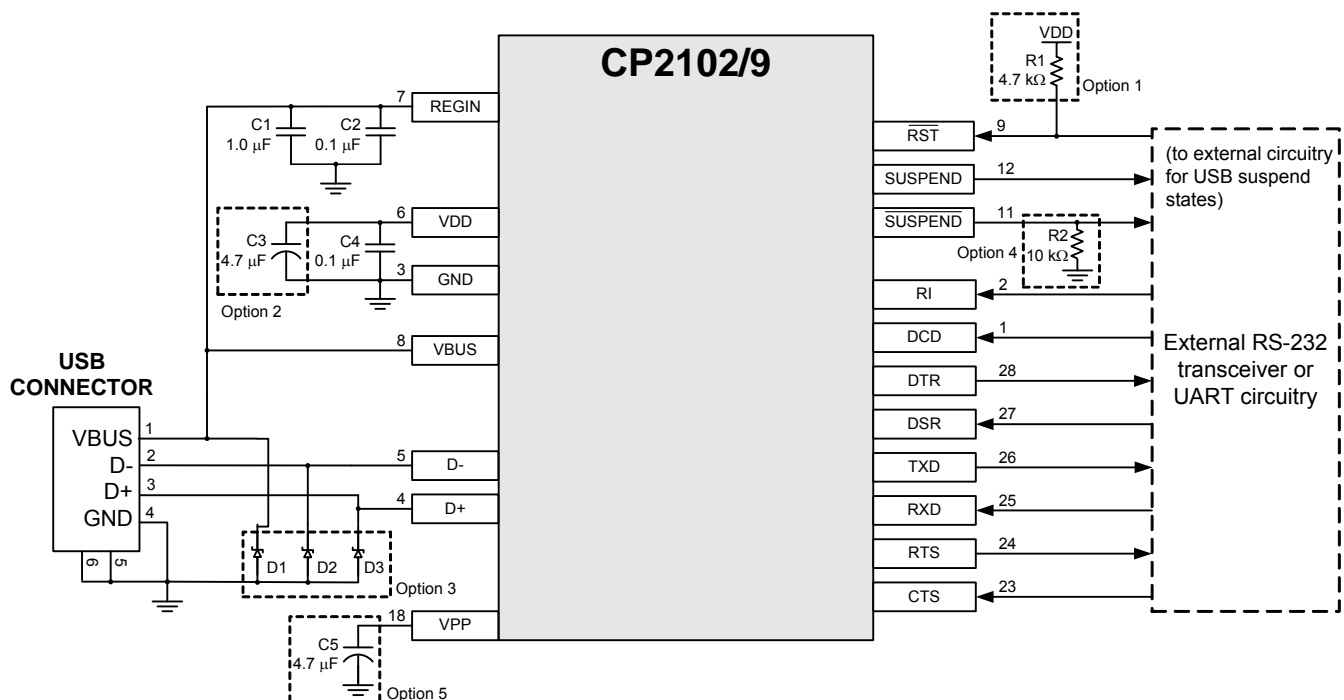 CP2102/9
VDD
R1
4.7 kΩ
Option 1
7
REGIN
C1
1.0 μF
C2
0.1 μF
6
VDD
C3
4.7 μF
C4
0.1 μF
3
GND
Option 2
8
VBUS
USB
CONNECTOR
VBUS
1
D-
2
D+
3
GND
4
6
5
5
D-
4
D+
D1
D2
D3
Option 3
18
VPP
C5
4.7 μF
Option 5
RST
9
SUSPEND
12
SUSPEND
11
R2
10 kΩ
Option 4
RI
2
DCD
1
DTR
28
DSR
27
TXD
26
RXD
25
RTS
24
CTS
23
(to external circuitry
for USB suspend
states)
External RS-232
transceiver or
UART circuitry